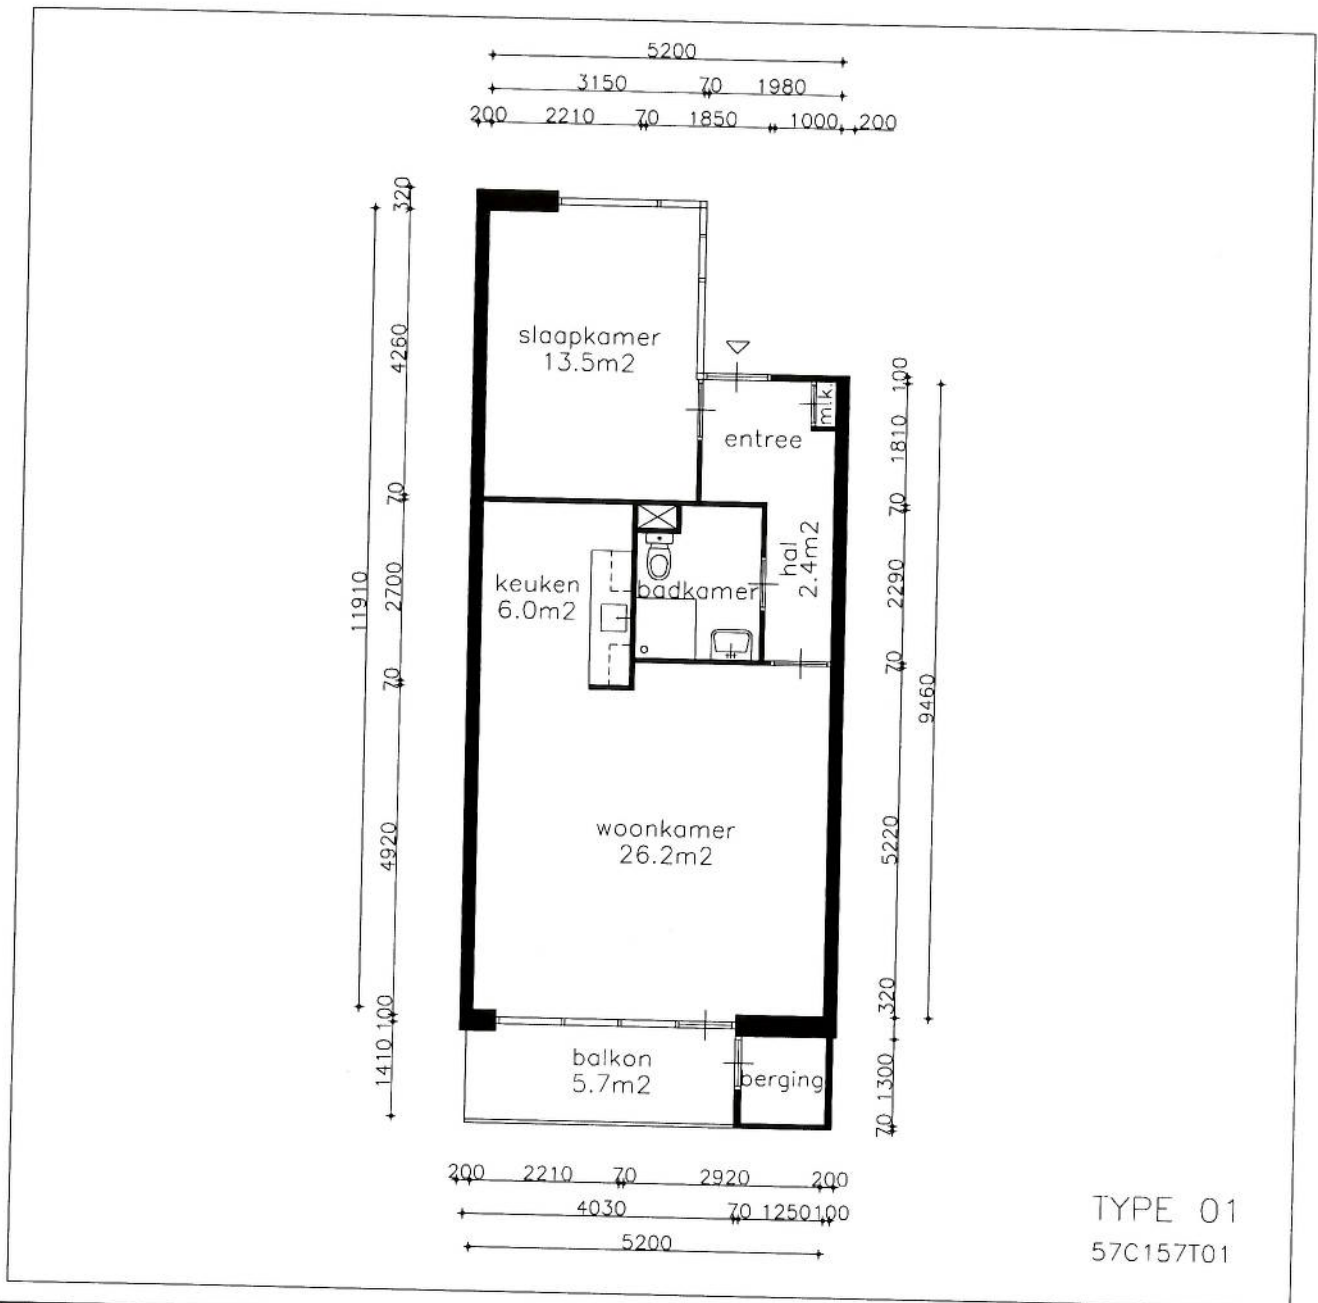 5200
3150 70 1980
200 2210 70 1850 1000 200
320
4260
70
2700
70
4920
100
1410
11910
slaapkamer
13.5m2
entree
m.k.
hal
2.4m2
keuken
6.0m2
badkamer
woonkamer
26.2m2
balkon
5.7m2
berging
100
1810
70
2290
70
5220
320
1300
70
9460
200 2210 70 2920 200
4030 70 1250 100
5200
TYPE 01
57C157T01